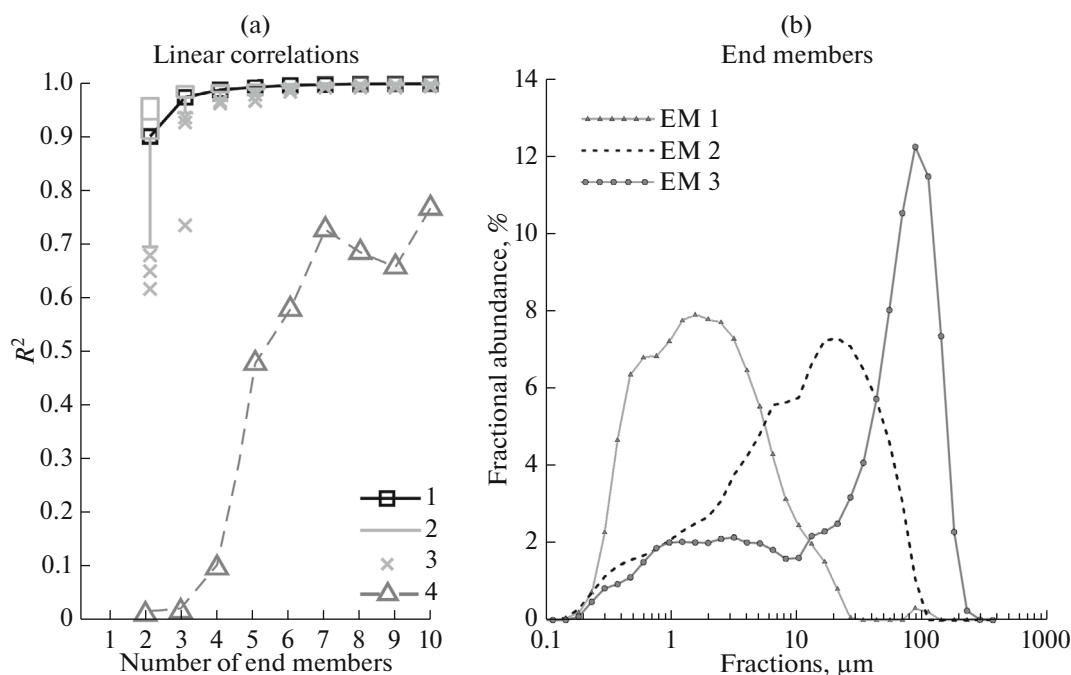 (a)
Linear correlations
1.0
0.9
0.8
0.7
0.6
0.5
0.4
0.3
0.2
0.1
0
R²
1
2
3
4
1 2 3 4 5 6 7 8 9 10
Number of end members
(b)
End members
14
12
10
8
6
4
2
0
Fractional abundance, %
EM 1
EM 2
EM 3
0.1 1 10 100 1000
Fractions, μm